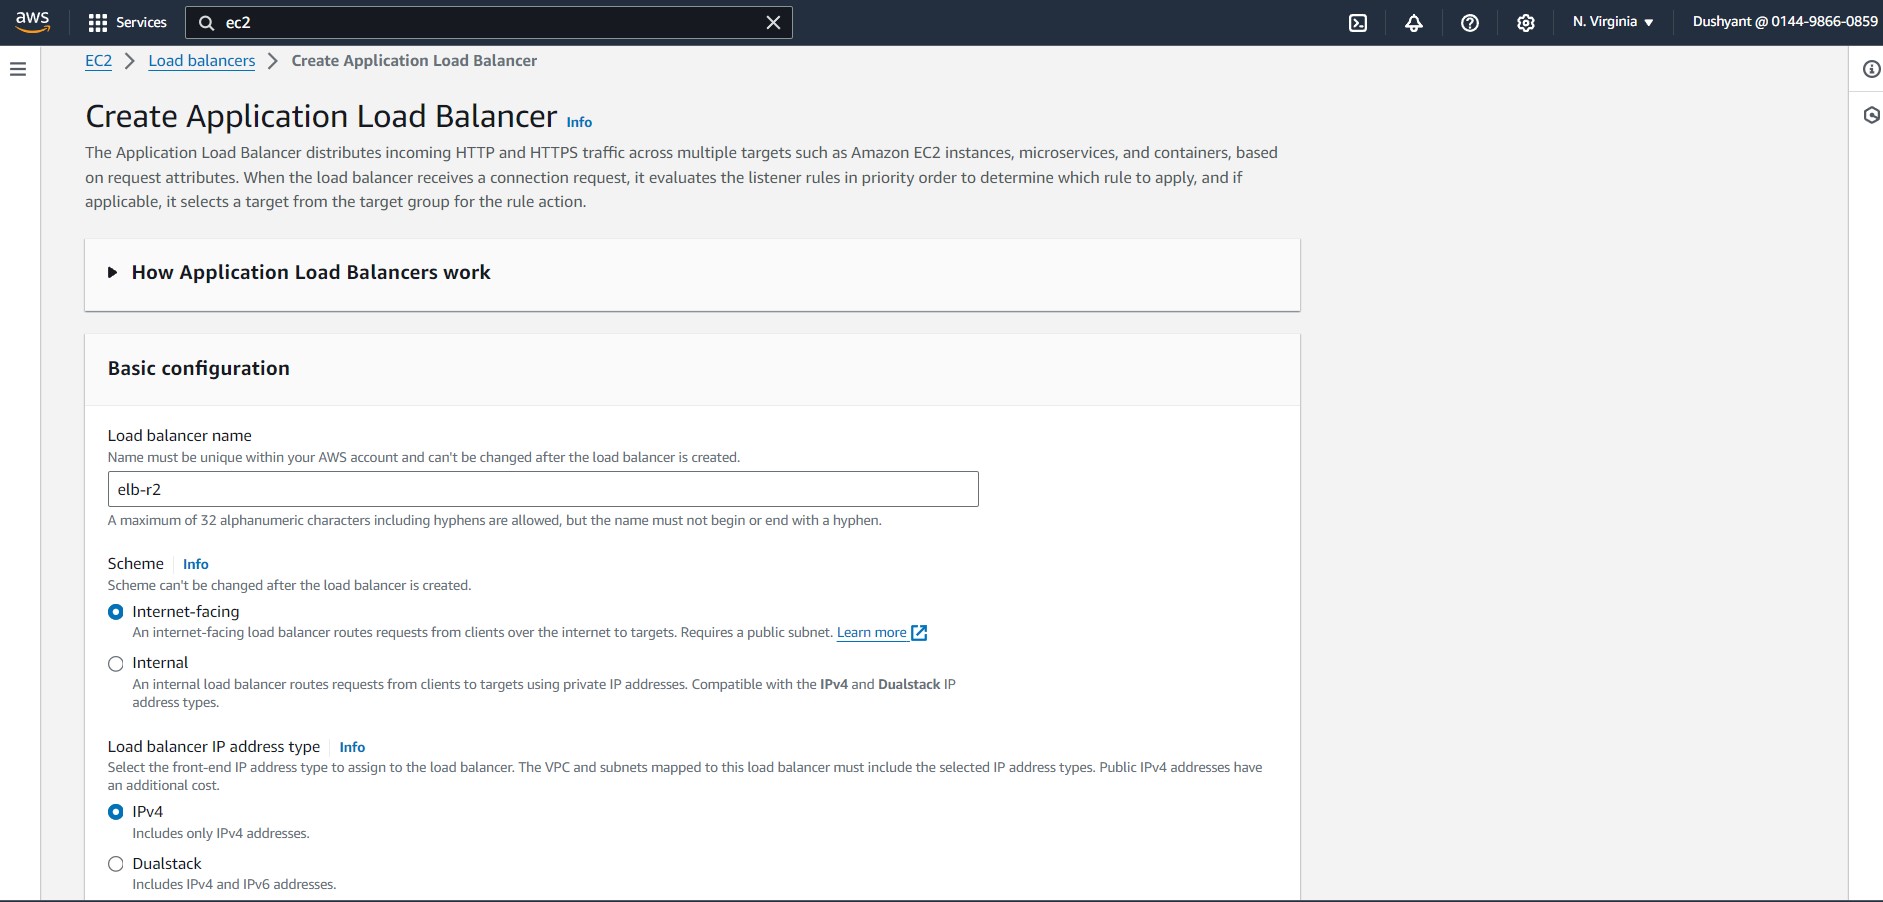 aws
Services
ec2
N. Virginia
Dushyant @ 0144-9866-0859
EC2
Load balancers
Create Application Load Balancer
Create Application Load Balancer Info
The Application Load Balancer distributes incoming HTTP and HTTPS traffic across multiple targets such as Amazon EC2 instances, microservices, and containers, based
on request attributes. When the load balancer receives a connection request, it evaluates the listener rules in priority order to determine which rule to apply, and if
applicable, it selects a target from the target group for the rule action.
How Application Load Balancers work
Basic configuration
Load balancer name
Name must be unique within your AWS account and can't be changed after the load balancer is created.
elb-r2
A maximum of 32 alphanumeric characters including hyphens are allowed, but the name must not begin or end with a hyphen.
Scheme Info
Scheme can't be changed after the load balancer is created.
Internet-facing
An internet-facing load balancer routes requests from clients over the internet to targets. Requires a public subnet. Learn more
Internal
An internal load balancer routes requests from clients to targets using private IP addresses. Compatible with the IPv4 and Dualstack IP
address types.
Load balancer IP address type Info
Select the front-end IP address type to assign to the load balancer. The VPC and subnets mapped to this load balancer must include the selected IP address types. Public IPv4 addresses have
an additional cost.
IPv4
Includes only IPv4 addresses.
Dualstack
Includes IPv4 and IPv6 addresses.